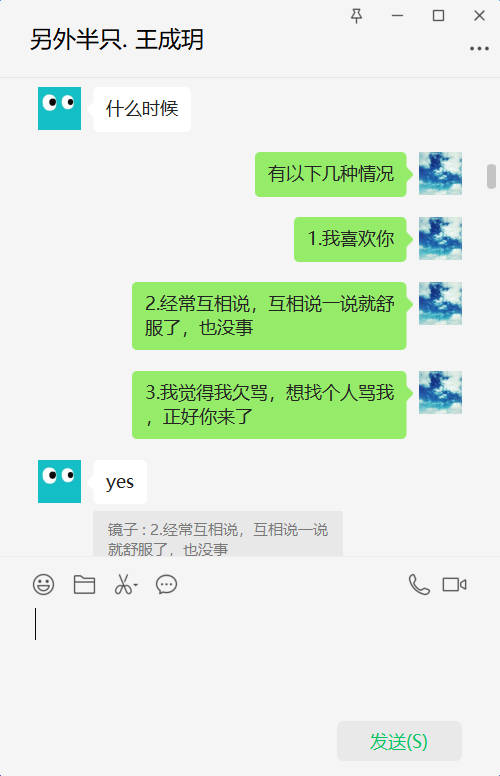 另外半只. 王成玥
什么时候
有以下几种情况
1.我喜欢你
2.经常互相说，互相说一说就舒
服了，也没事
3.我觉得我欠骂，想找个人骂我
，正好你来了
yes
镜子 : 2.经常互相说，互相说一说
就舒服了，也没事
发送(S)